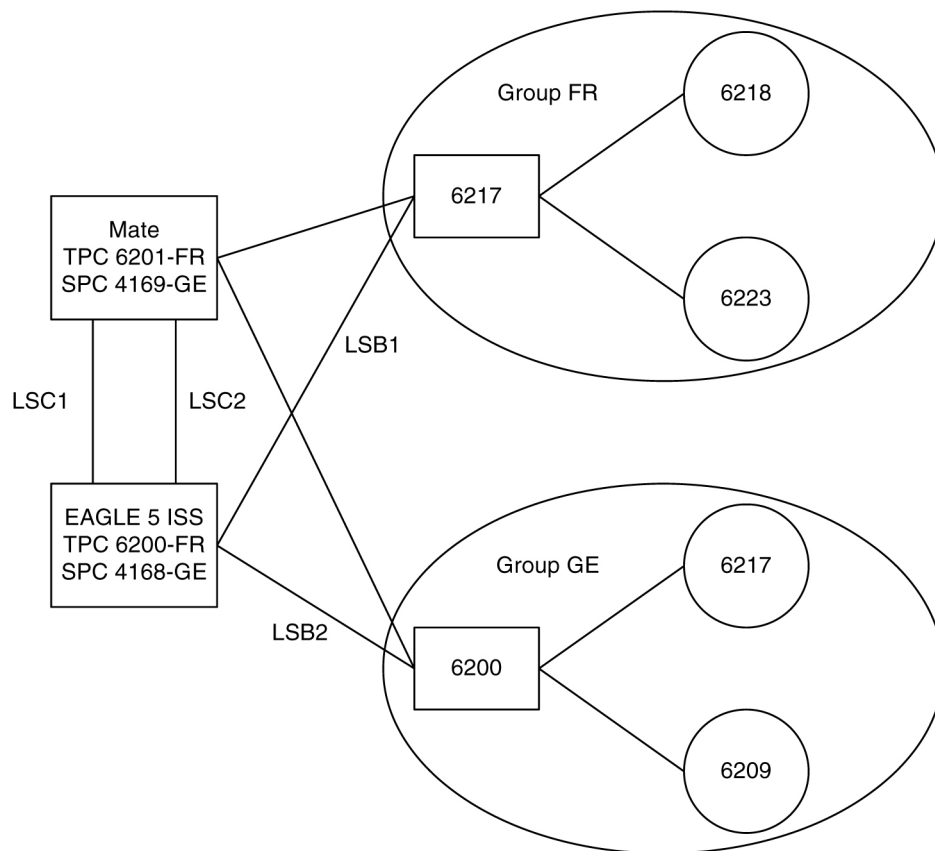 Group FR
6218
6217
6223
Mate
TPC 6201-FR
SPC 4169-GE
LSB1
LSC1
LSC2
EAGLE 5 ISS
TPC 6200-FR
SPC 4168-GE
LSB2
Group GE
6217
6200
6209